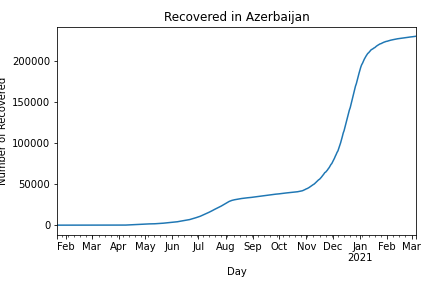 Recovered in Azerbaijan
Number of Recovered
200000
150000
100000
50000
0
Feb Mar Apr May Jun Jul Aug Sep Oct Nov Dec Jan Feb Mar
2021
Day